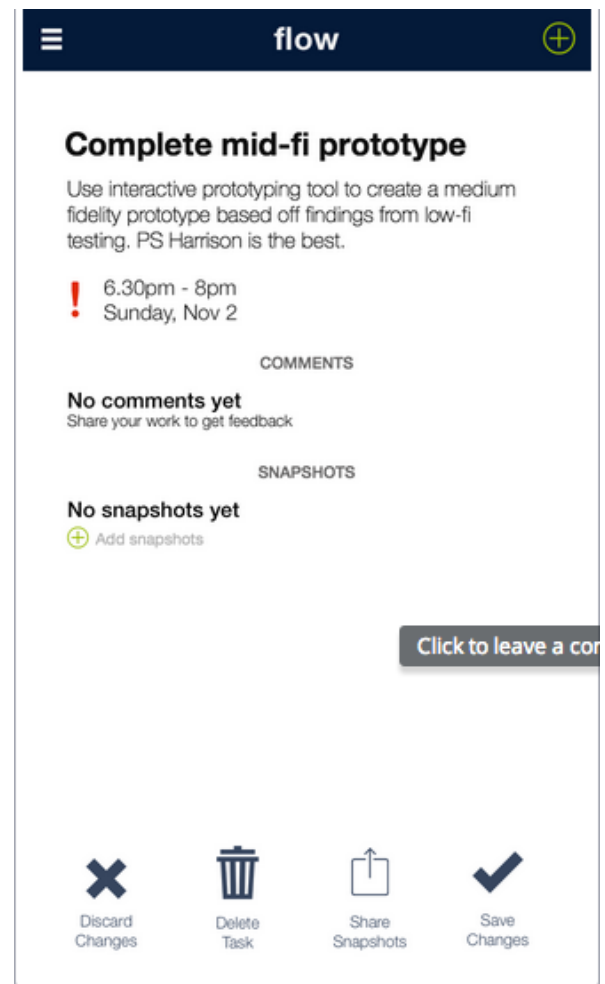 flow
Complete mid-fi prototype
Use interactive prototyping tool to create a medium
fidelity prototype based off findings from low-fi
testing. PS Harrison is the best.
6.30pm - 8pm
Sunday, Nov 2
COMMENTS
No comments yet
Share your work to get feedback
SNAPSHOTS
No snapshots yet
Add snapshots
Click to leave a
Discard
Changes
Delete
Task
Share
Snapshots
Save
Changes